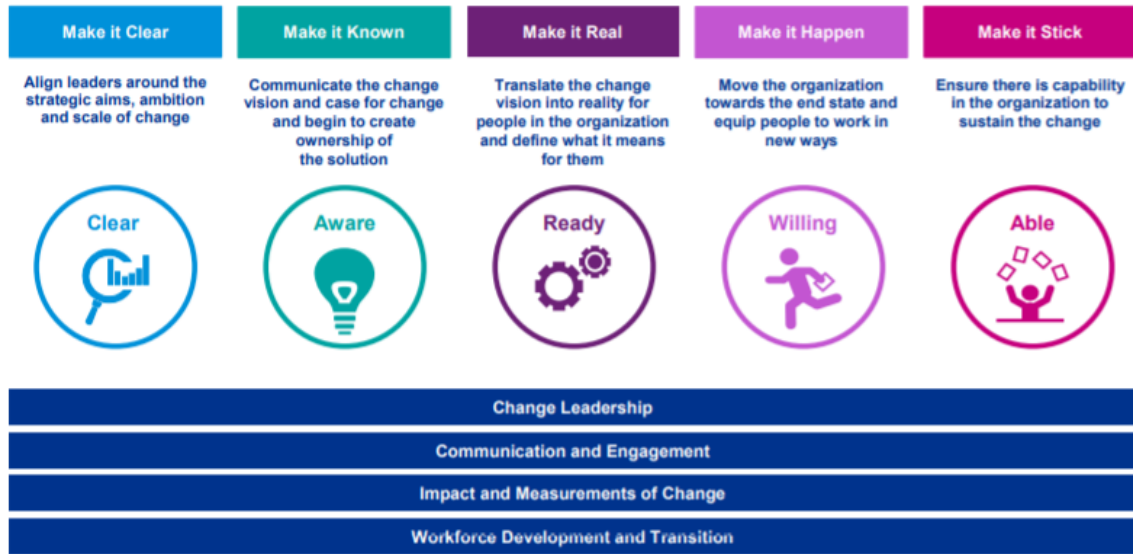 Make it Clear
Make it Known
Make it Real
Make it Happen
Make it Stick
Align leaders around the
strategic aims, ambition
and scale of change
Communicate the change
vision and case for change
and begin to create
ownership of
the solution
Translate the change
vision into reality for
people in the organization
and define what it means
for them
Move the organization
towards the end state and
equip people to work in
new ways
Ensure there is capability
in the organization to
sustain the change
Clear
Aware
Ready
Willing
Able
Change Leadership
Communication and Engagement
Impact and Measurements of Change
Workforce Development and Transition